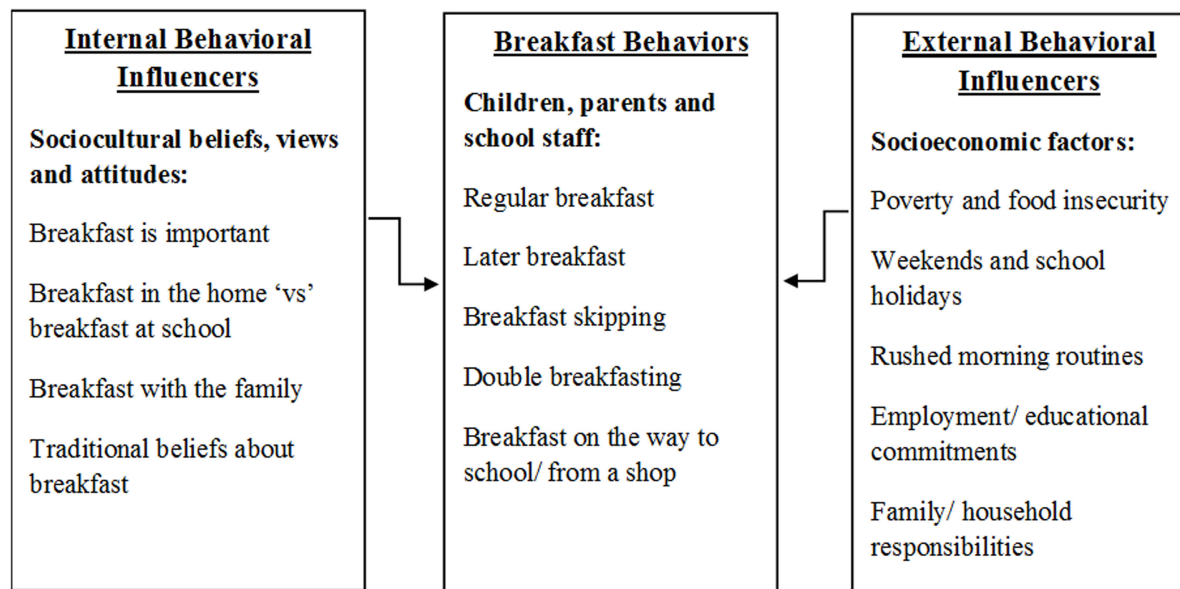 Internal Behavioral
Influencers
Sociocultural beliefs, views
and attitudes:
Breakfast is important
Breakfast in the home ‘vs’
breakfast at school
Breakfast with the family
Traditional beliefs about
breakfast
Breakfast Behaviors
Children, parents and
school staff:
Regular breakfast
Later breakfast
Breakfast skipping
Double breakfasting
Breakfast on the way to
school/ from a shop
External Behavioral
Influencers
Socioeconomic factors:
Poverty and food insecurity
Weekends and school
holidays
Rushed morning routines
Employment/ educational
commitments
Family/ household
responsibilities